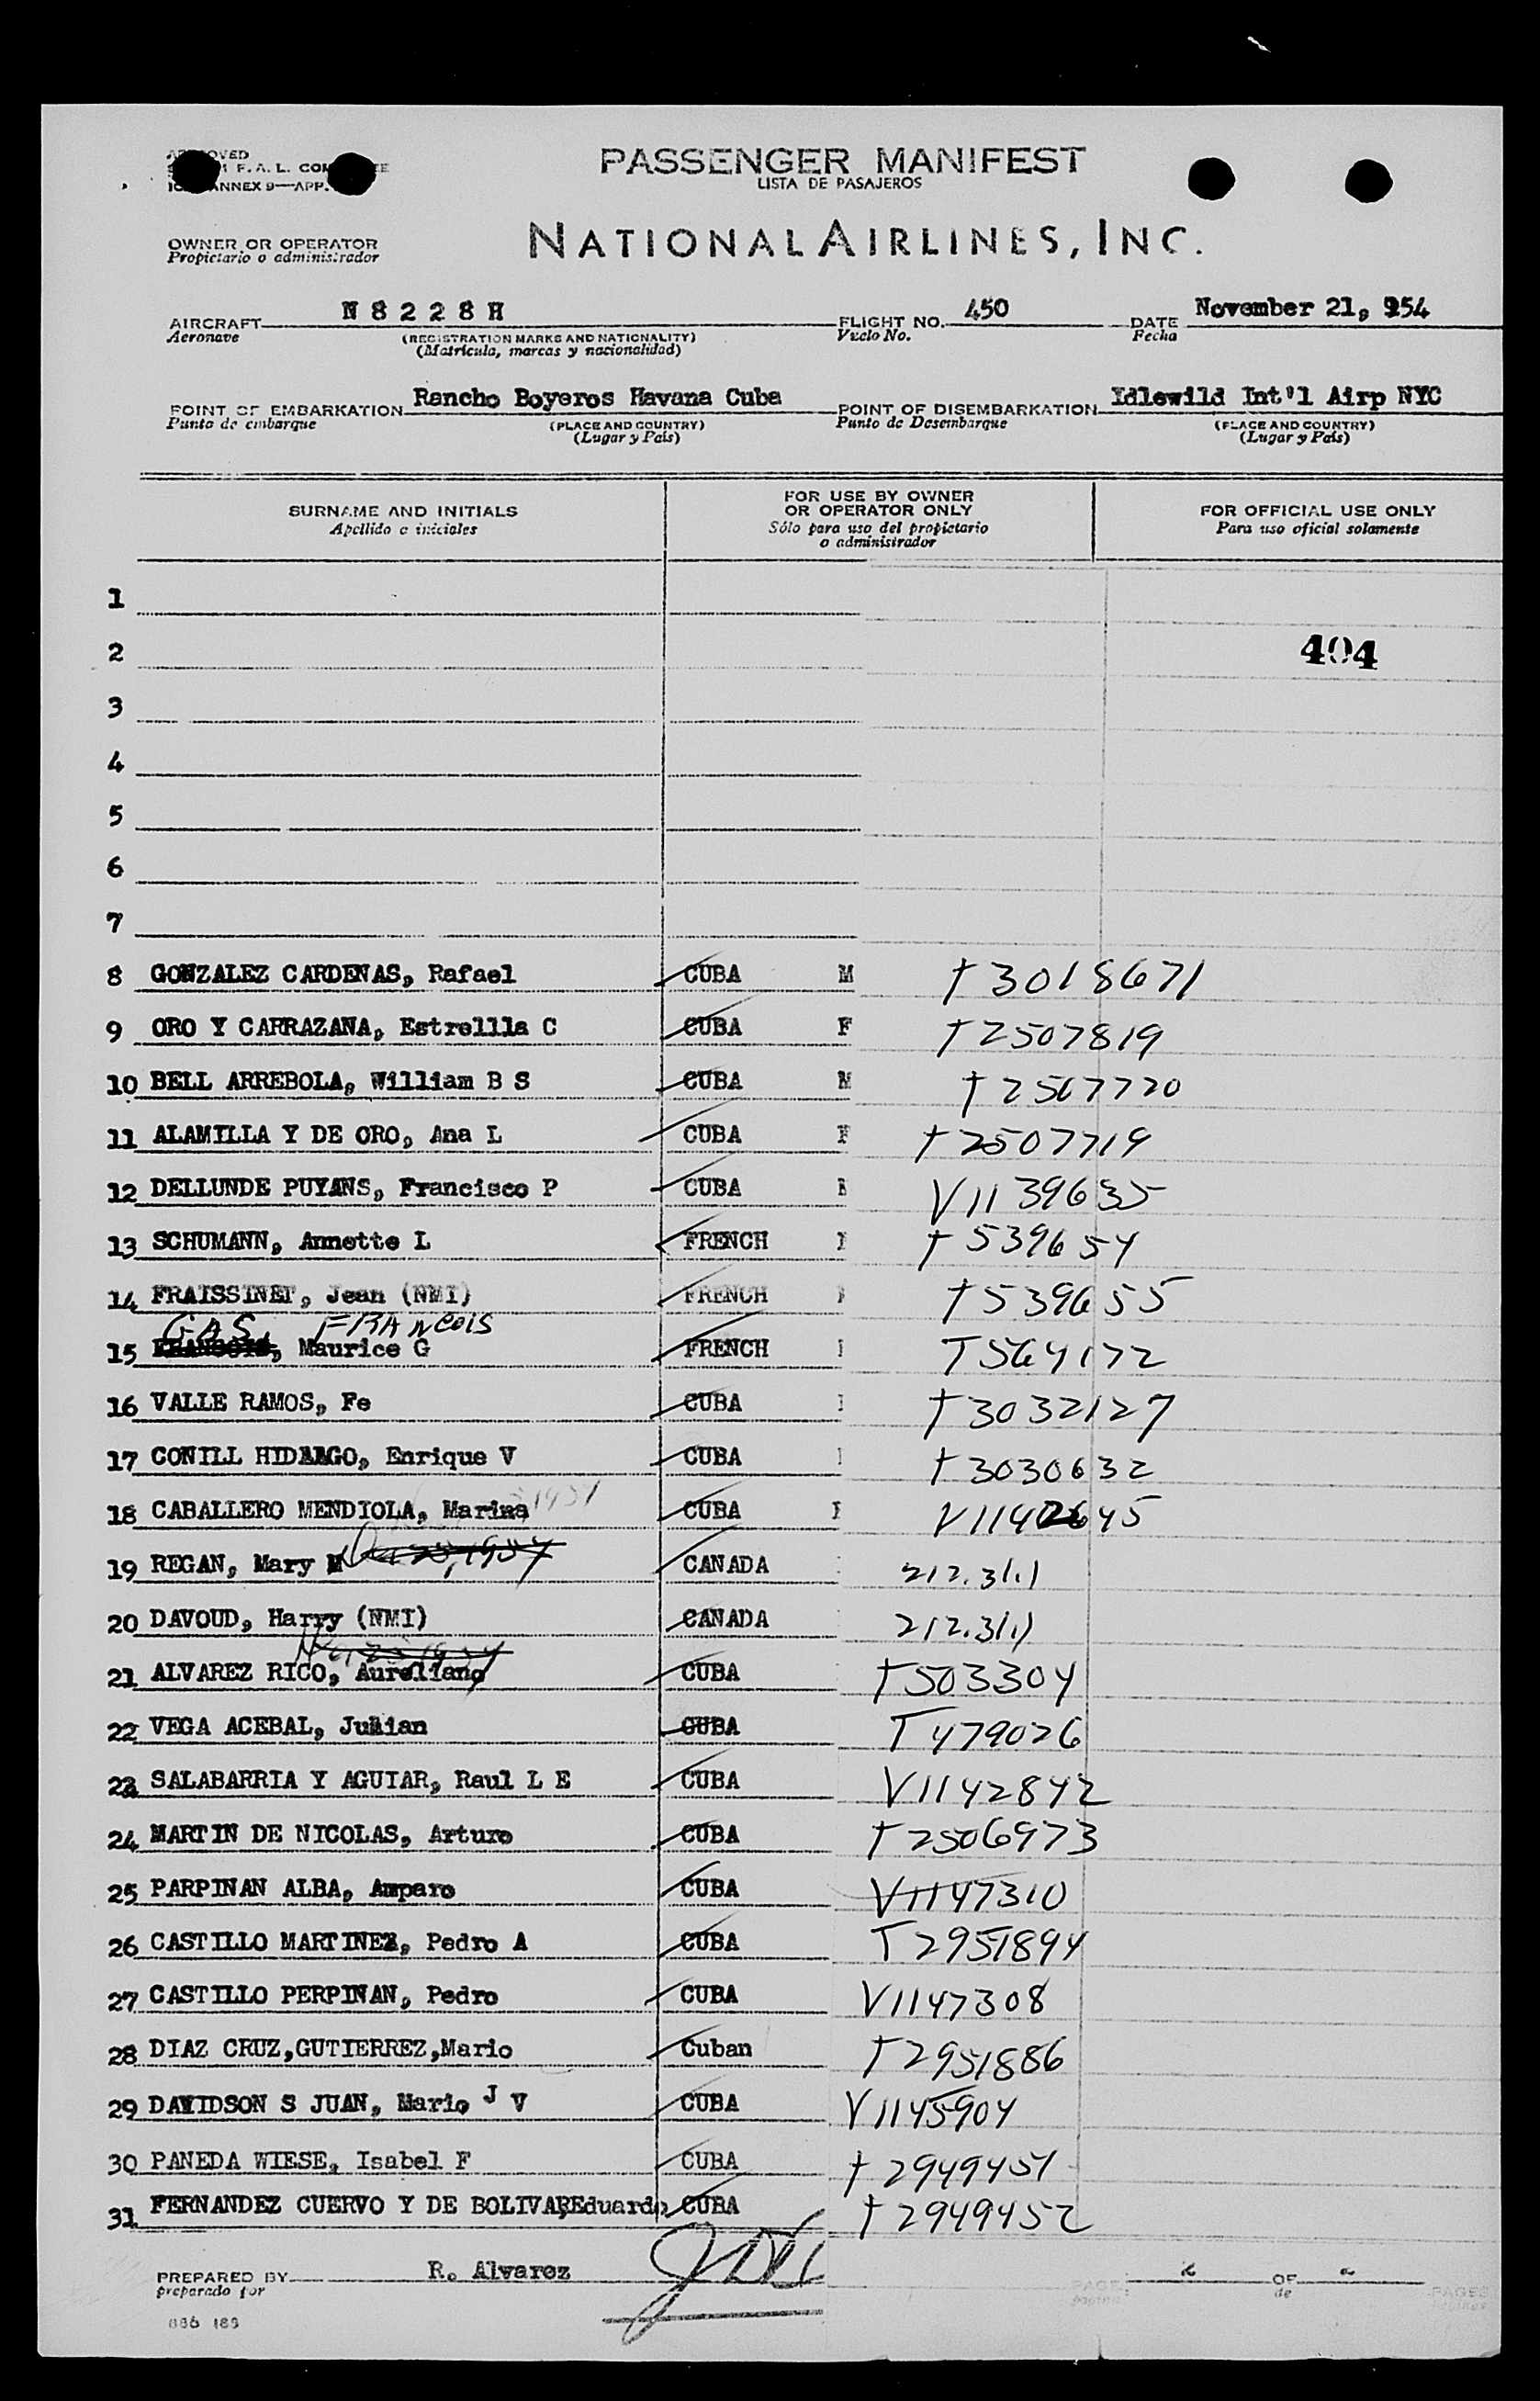 PASSENGER MANIFEST
LISTA DE PASAJEROS
F. A. L.
ANNEX 9—APP.
OWNER OR OPERATOR
Propietario o administrador
NATIONAL AIRLINES, INC.
AIRCRAFT N 8 2 2 8 H FLIGHT NO. 450 DATE November 21, 954
Aeronave (REGISTRATION MARKS AND NATIONALITY) Vuelo No. Fecha
(Matrícula, marcas y nacionalidad)
POINT OF EMBARKATION Rancho Boyeros Havana Cuba POINT OF DISEMBARKATION Idlewild Int'l Airp NYC
Punto de embarque (PLACE AND COUNTRY) Punto de Desembarque (PLACE AND COUNTRY)
(Lugar y País) (Lugar y País)
SURNAME AND INITIALS FOR USE BY OWNER OR OPERATOR ONLY FOR OFFICIAL USE ONLY
Apellido e iniciales Sólo para uso del propietario o administrador Para uso oficial solamente
1
2 404
3
4
5
6
7
8 GONZALEZ CARDENAS, Rafael CUBA M T3018671
9 ORO Y CARRAZANA, Estrellla C CUBA F T2507819
10 BELL ARREBOLA, William B S CUBA M T2507720
11 ALAMILLA Y DE ORO, Ana L CUBA F T2507719
12 DELLUNDE PUYANS, Francisco P CUBA V1139635
13 SCHUMANN, Annette L FRENCH T539654
14 FRAISSINET, Jean (NMI) FRENCH T539655
GAS, FRANCOIS
15 Maurice G FRENCH T564172
16 VALLE RAMOS, Fe CUBA T3032127
17 CONILL HIDALGO, Enrique V CUBA T3030632
18 CABALLERO MENDIOLA, Marina CUBA V1142645
19 REGAN, Mary M CANADA 212.31.1
20 DAVOUD, Harry (NMI) CANADA 212.31.1
21 ALVAREZ RICO, Aureliano CUBA T503304
22 VEGA ACEBAL, Julian CUBA T479026
23 SALABARRIA Y AGUIAR, Raul L E CUBA V1142842
24 MARTIN DE NICOLAS, Arturo CUBA T2506973
25 PARPINAN ALBA, Amparo CUBA V1147310
26 CASTILLO MARTINEZ, Pedro A CUBA T2951894
27 CASTILLO PERPINAN, Pedro CUBA V1147308
28 DIAZ CRUZ,GUTIERREZ,Mario Cuban T2951886
29 DAVIDSON S JUAN, Mario J V CUBA V1145904
30 PANEDA WIESE, Isabel F CUBA T2949451
31 FERNANDEZ CUERVO Y DE BOLIVAR,Eduardo CUBA T2949452
PREPARED BY R. Alvarez PAGE 2 OF 2 PAGES
preparado por de